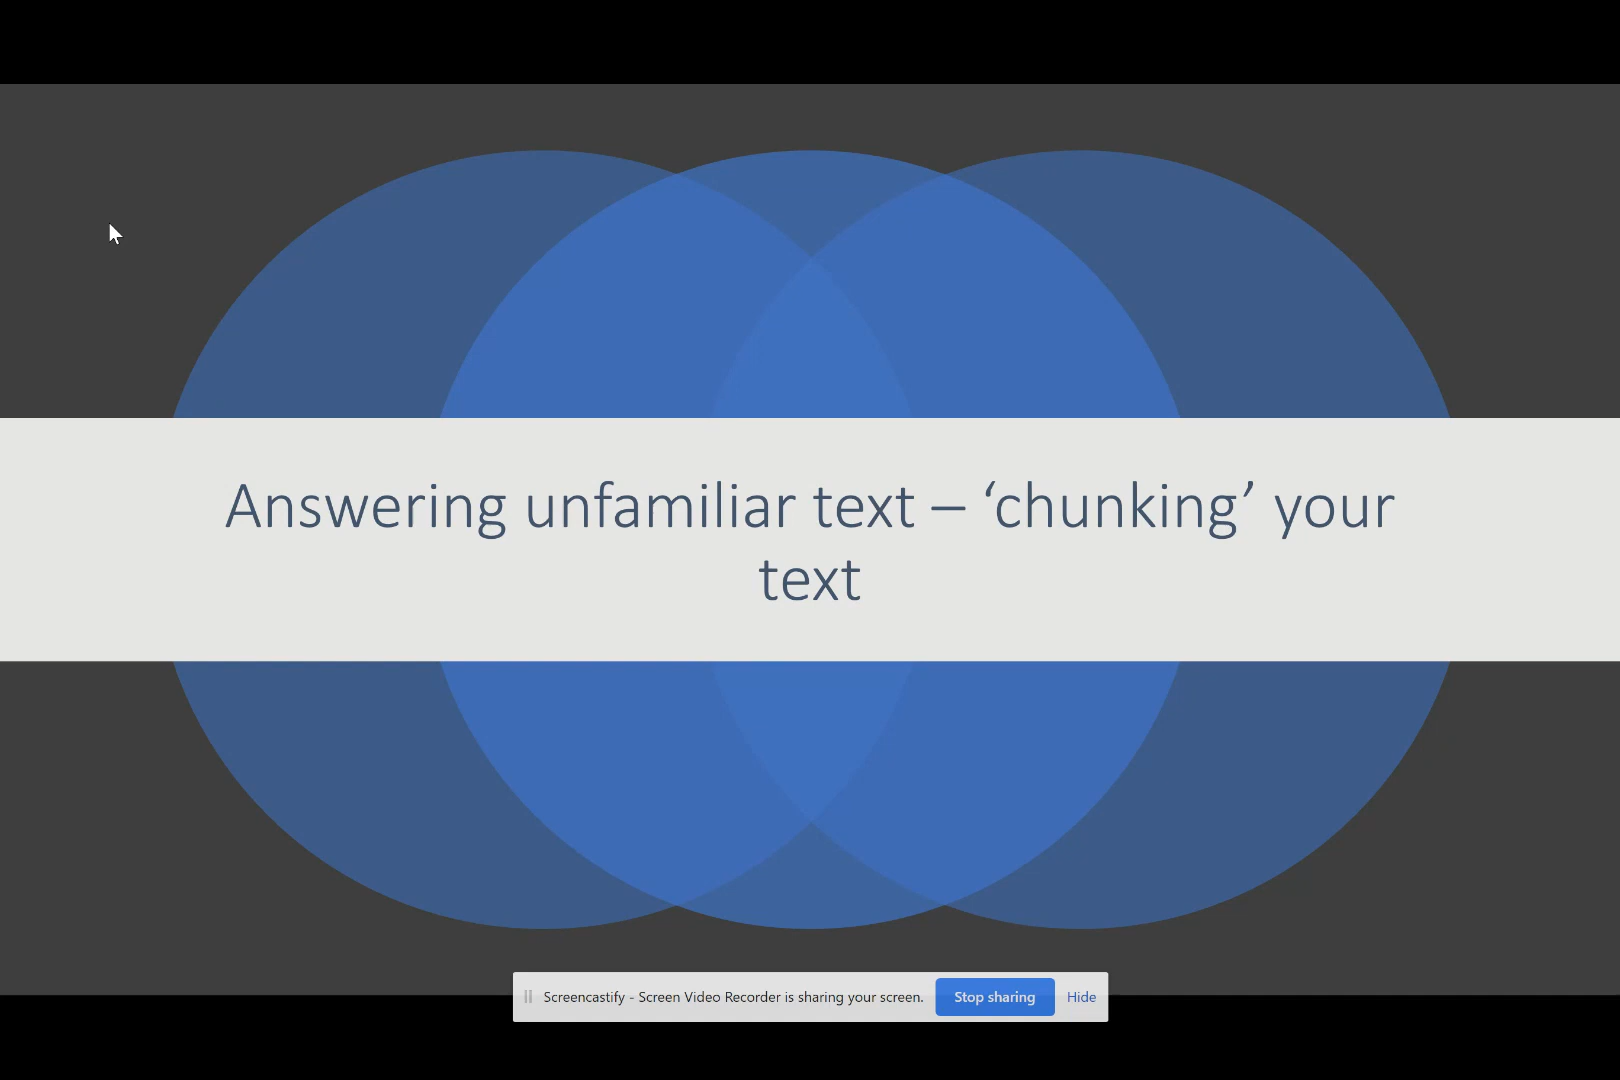 Answering unfamiliar text – ‘chunking’ your
text
Screencastify - Screen Video Recorder is sharing your screen. Stop sharing Hide